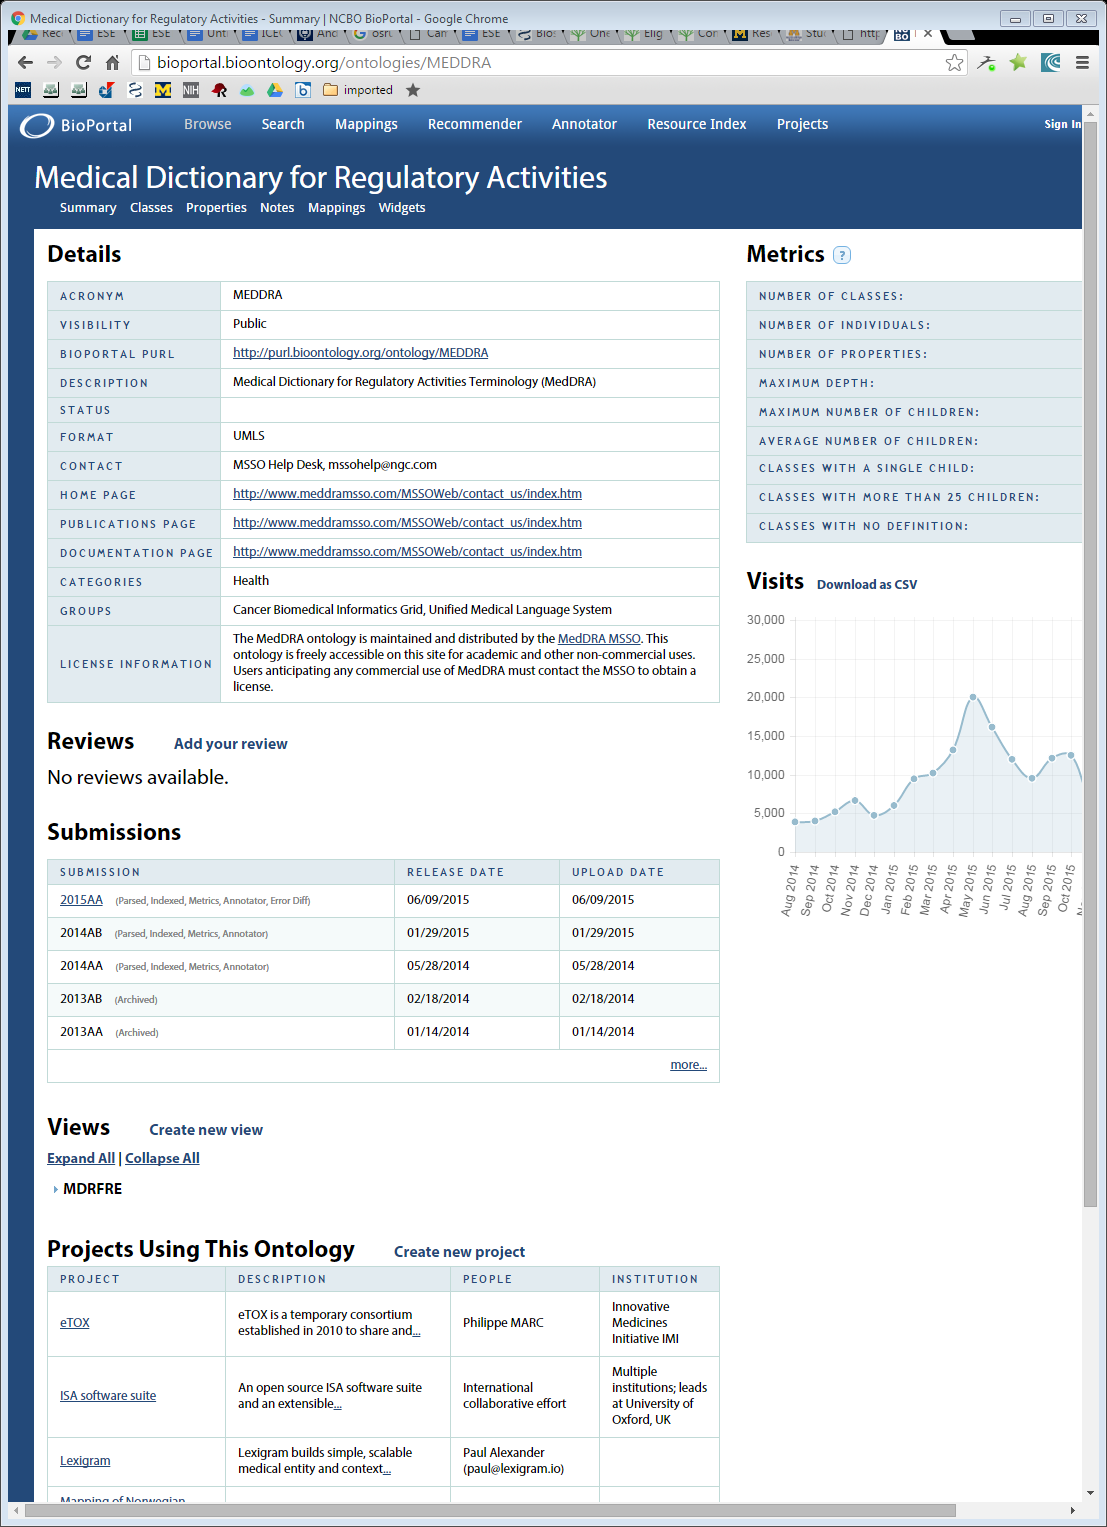 Medical Dictionary for Regulatory Activities - Summary | NCBO BioPortal - Google Chrome
ESE ESE ICE And ESE One Elig Res Stu http
bioportal.bioontology.org/ontologies/MEDDRA
NETT M NIH b imported
BioPortal Browse Search Mappings Recommender Annotator Resource Index Projects Sign In
Medical Dictionary for Regulatory Activities
Summary Classes Properties Notes Mappings Widgets
Details
ACRONYM MEDDRA
VISIBILITY Public
BIOPORTAL PURL http://purl.bioontology.org/ontology/MEDDRA
DESCRIPTION Medical Dictionary for Regulatory Activities Terminology (MedDRA)
STATUS
FORMAT UMLS
CONTACT MSSO Help Desk, mssohelp@ngc.com
HOME PAGE http://www.meddramsso.com/MSSOWeb/contact_us/index.htm
PUBLICATIONS PAGE http://www.meddramsso.com/MSSOWeb/contact_us/index.htm
DOCUMENTATION PAGE http://www.meddramsso.com/MSSOWeb/contact_us/index.htm
CATEGORIES Health
GROUPS Cancer Biomedical Informatics Grid, Unified Medical Language System
LICENSE INFORMATION
The MedDRA ontology is maintained and distributed by the MedDRA MSSO. This
ontology is freely accessible on this site for academic and other non-commercial uses.
Users anticipating any commercial use of MedDRA must contact the MSSO to obtain a
license.
Reviews Add your review
No reviews available.
Submissions
SUBMISSION RELEASE DATE UPLOAD DATE
2015AA (Parsed, Indexed, Metrics, Annotator, Error Diff) 06/09/2015 06/09/2015
2014AB (Parsed, Indexed, Metrics, Annotator) 01/29/2015 01/29/2015
2014AA (Parsed, Indexed, Metrics, Annotator) 05/28/2014 05/28/2014
2013AB (Archived) 02/18/2014 02/18/2014
2013AA (Archived) 01/14/2014 01/14/2014
more...
Views Create new view
Expand All | Collapse All
MDRFRE
Projects Using This Ontology Create new project
PROJECT DESCRIPTION PEOPLE INSTITUTION
eTOX
eTOX is a temporary consortium
established in 2010 to share and...
Philippe MARC
Innovative
Medicines
Initiative IMI
ISA software suite
An open source ISA software suite
and an extensible...
International
collaborative effort
Multiple
institutions; leads
at University of
Oxford, UK
Lexigram
Lexigram builds simple, scalable
medical entity and context...
Paul Alexander
(paul@lexigram.io)
Mapping of Norwegian
Metrics ?
NUMBER OF CLASSES:
NUMBER OF INDIVIDUALS:
NUMBER OF PROPERTIES:
MAXIMUM DEPTH:
MAXIMUM NUMBER OF CHILDREN:
AVERAGE NUMBER OF CHILDREN:
CLASSES WITH A SINGLE CHILD:
CLASSES WITH MORE THAN 25 CHILDREN:
CLASSES WITH NO DEFINITION:
Visits Download as CSV
30,000
25,000
20,000
15,000
10,000
5,000
0
Aug 2014 Sep 2014 Oct 2014 Nov 2014 Dec 2014 Jan 2015 Feb 2015 Mar 2015 Apr 2015 May 2015 Jun 2015 Jul 2015 Aug 2015 Sep 2015 Oct 2015